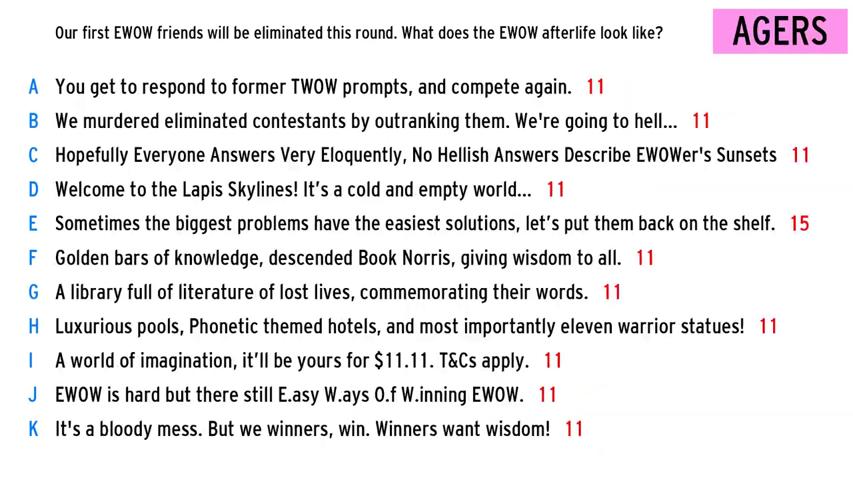 Our first EWOW friends will be eliminated this round. What does the EWOW afterlife look like?
AGERS
A You get to respond to former TWOW prompts, and compete again. 11
B We murdered eliminated contestants by outranking them. We're going to hell... 11
C Hopefully Everyone Answers Very Eloquently, No Hellish Answers Describe EWOWer's Sunsets 11
D Welcome to the Lapis Skylines! It’s a cold and empty world... 11
E Sometimes the biggest problems have the easiest solutions, let’s put them back on the shelf. 15
F Golden bars of knowledge, descended Book Norris, giving wisdom to all. 11
G A library full of literature of lost lives, commemorating their words. 11
H Luxurious pools, Phonetic themed hotels, and most importantly eleven warrior statues! 11
I A world of imagination, it’ll be yours for $11.11. T&Cs apply. 11
J EWOW is hard but there still E.asy W.ays O.f W.inning EWOW. 11
K It's a bloody mess. But we winners, win. Winners want wisdom! 11